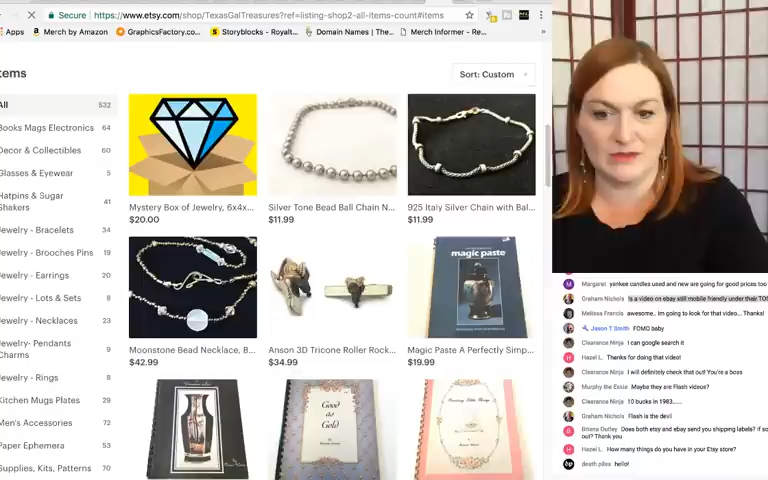 Secure https://www.etsy.com/shop/TexasGalTreasures?ref=listing-shop2-all-items-count#items
Apps Merch by Amazon GraphicsFactory.co... Storyblocks - Royalt... Domain Names | The... Merch Informer - Re...
tems
Sort: Custom
All 532
Books Mags Electronics 64
Decor & Collectibles 60
Glasses & Eyewear 5
Hatpins & Sugar
Shakers 41
Jewelry - Bracelets 34
Jewelry - Brooches Pins 19
Jewelry - Earrings 20
Jewelry - Lots & Sets 8
Jewelry - Necklaces 23
Jewelry- Pendants
Charms 9
Jewelry - Rings 8
Kitchen Mugs Plates 29
Men's Accessories 72
Paper Ephemera 53
Supplies, Kits, Patterns 70
Mystery Box of Jewelry, 6x4x...
$20.00
Silver Tone Bead Ball Chain N...
$11.99
925 Italy Silver Chain with Bal...
$11.99
magic paste
Moonstone Bead Necklace, B...
$42.99
Anson 3D Tricone Roller Rock...
$34.99
Magic Paste A Perfectly Simp...
$19.99
Good
as
Gold
Margaret yankee candles used and new are going for good prices too
Graham Nichols Is a video on ebay still mobile friendly under their TOS
Melissa Francis awesome.. im going to look for that video... Thanks!
Jason T Smith FOMO baby
Clearance Ninja I can google search it
Hazel L. Thanks for doing that video!
Clearance Ninja I will definitely check that out! You're a boss
Murphy the Exxie Maybe they are Flash videos?
Clearance Ninja 10 bucks in 1983......
Graham Nichols Flash is the devil
Briana Outley Does both etsy and ebay send you shipping labels? if so
out? Thank you
Hazel L. How many things do you have in your Etsy store?
death piles hello!